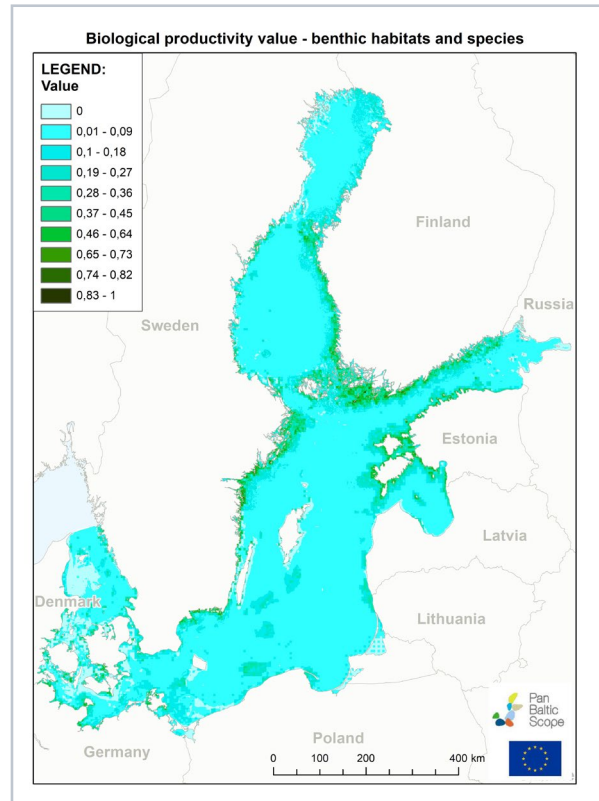 Biological productivity value - benthic habitats and species
LEGEND:
Value
0
0,01 - 0,09
0,1 - 0,18
0,19 - 0,27
0,28 - 0,36
0,37 - 0,45
0,46 - 0,64
0,65 - 0,73
0,74 - 0,82
0,83 - 1
Finland
Russia
Sweden
Estonia
Latvia
Denmark
Lithuania
Germany
Poland
Pan
Baltic
Scope
0 100 200 400 km